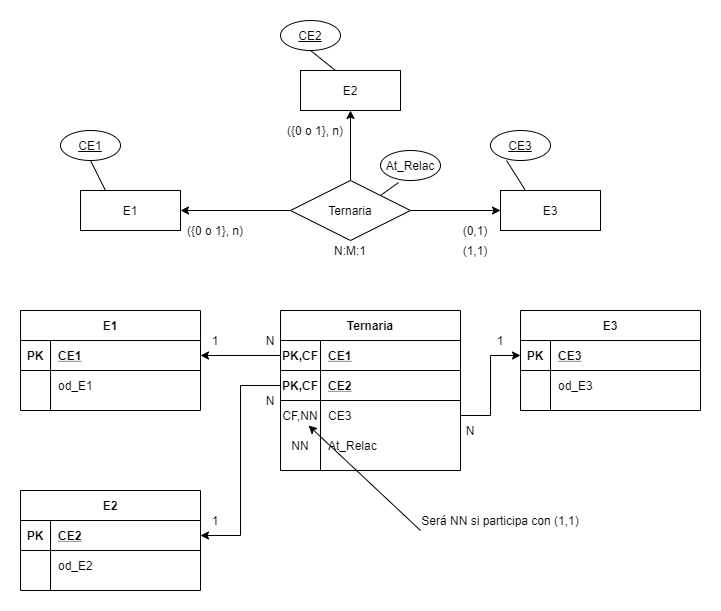 CE2
E2
({0 o 1}, n)
CE1
At_Relac
CE3
E1
Ternaria
E3
({0 o 1}, n)
(0,1)
N:M:1
(1,1)
E1
Ternaria
E3
1
N
1
PK
CE1
PK,CF
CE1
PK
CE3
od_E1
PK,CF
CE2
od_E3
N
CF,NN
CE3
N
NN
At_Relac
E2
1
Será NN si participa con (1,1)
PK
CE2
od_E2